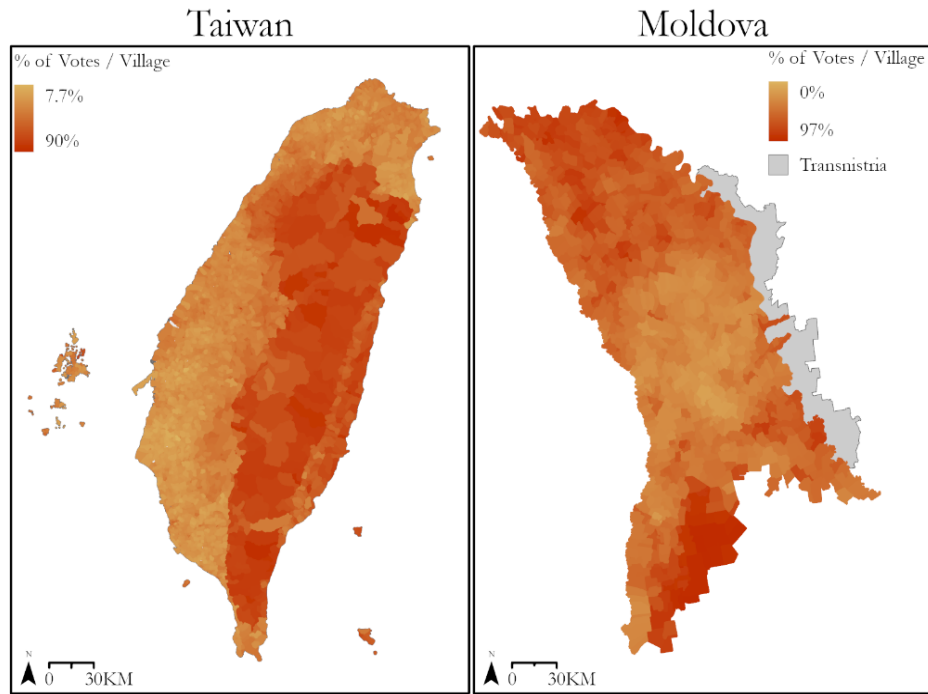 Taiwan
% of Votes / Village
7.7%
90%
N
0 30KM
Moldova
% of Votes / Village
0%
97%
Transnistria
N
0 30KM